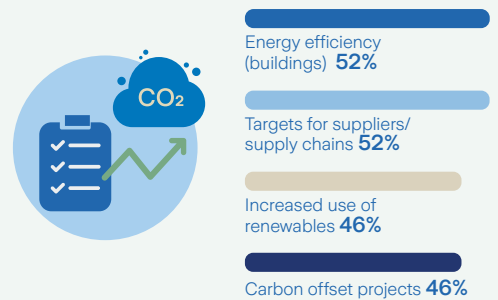 CO₂
Energy efficiency
(buildings) 52%
Targets for suppliers/
supply chains 52%
Increased use of
renewables 46%
Carbon offset projects 46%